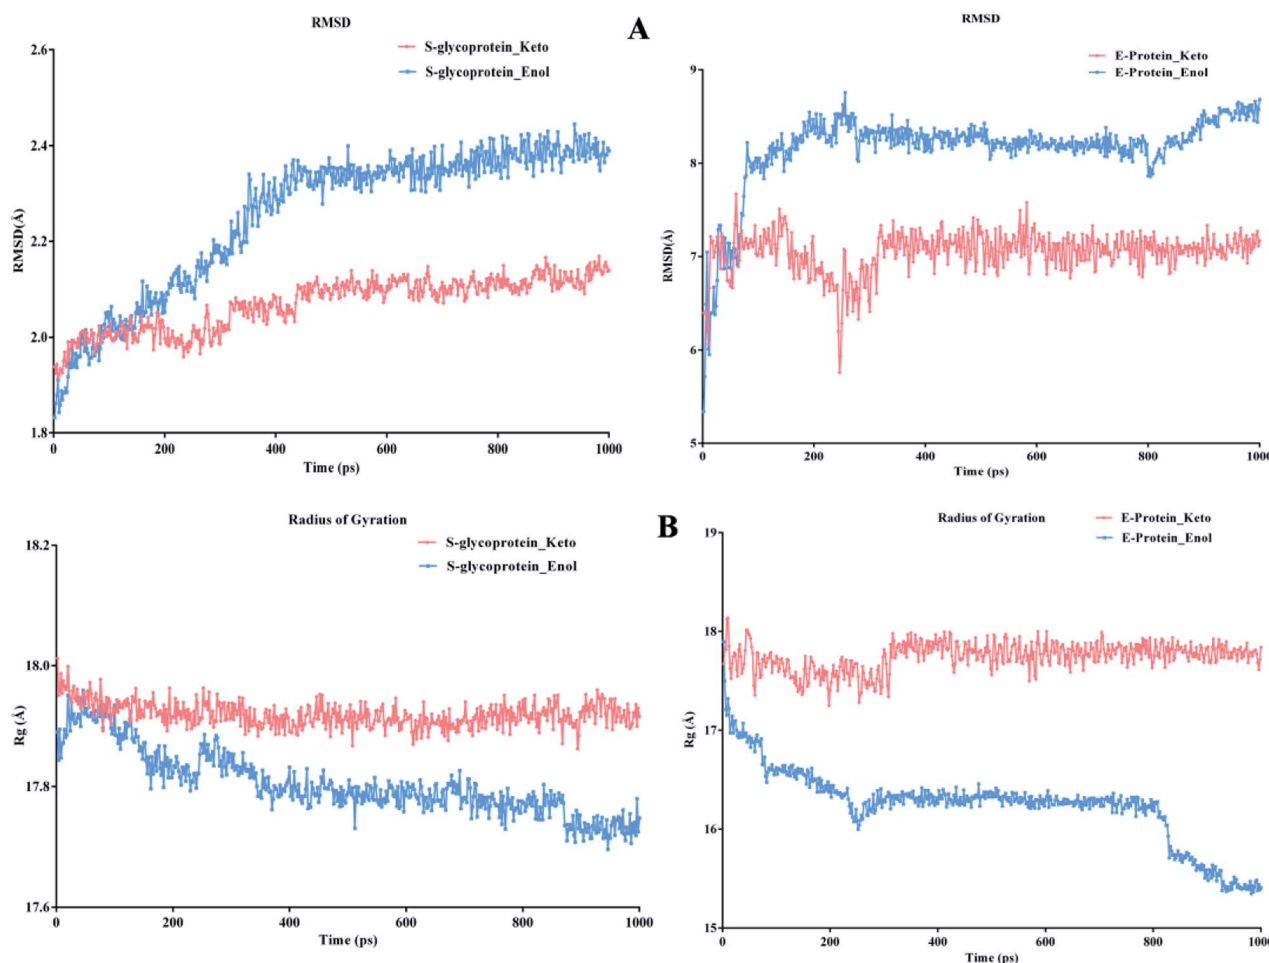 RMSD
S-glycoprotein_Keto
S-glycoprotein_Enol
2.6
2.4
2.2
2.0
1.8
RMSD(Å)
0
200
400
600
800
1000
Time (ps)
A
RMSD
E-Protein_Keto
E-Protein_Enol
9
8
7
6
5
RMSD(Å)
0
200
400
600
800
1000
Time (ps)
Radius of Gyration
S-glycoprotein_Keto
S-glycoprotein_Enol
18.2
18.0
17.8
17.6
Rg (Å)
0
200
400
600
800
1000
Time (ps)
B
Radius of Gyration
E-Protein_Keto
E-Protein_Enol
19
18
17
16
15
Rg (Å)
0
200
400
600
800
1000
Time (ps)